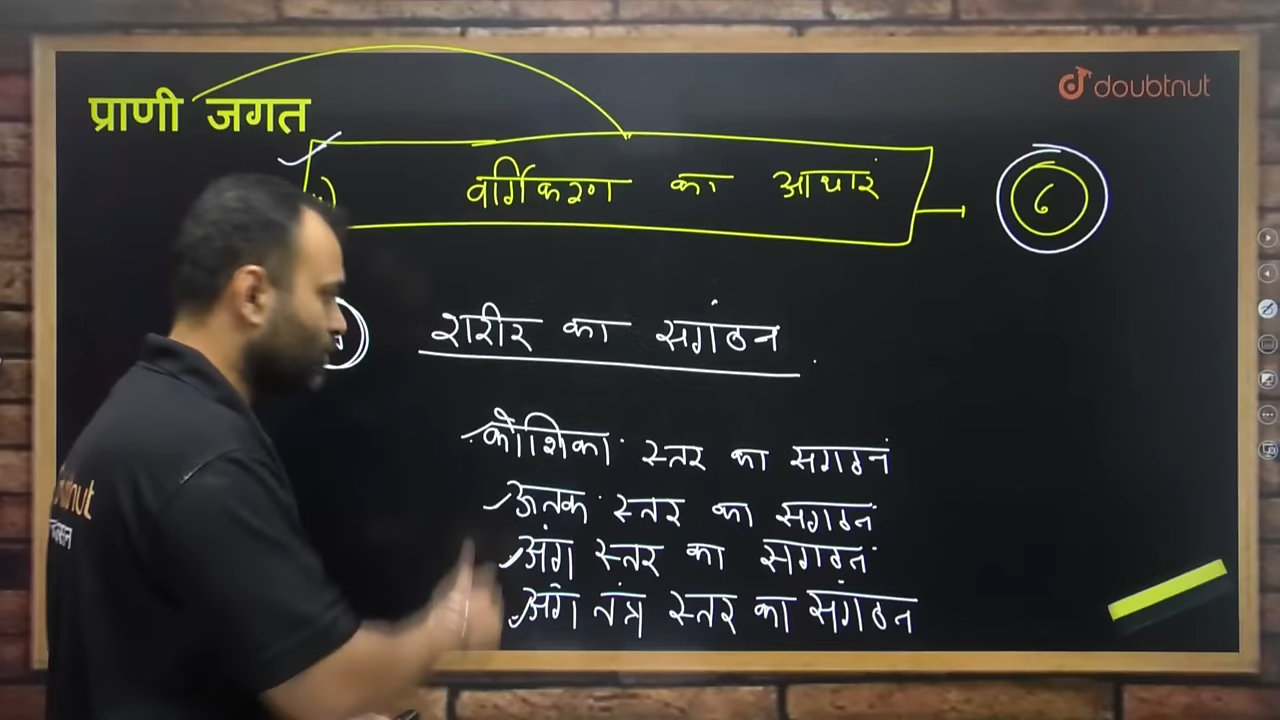 प्राणी जगत
doubtnut
वर्गिकरण का आधार
6
शरीर का संगठन
कोशिका स्तर का संगठन
ऊतक स्तर का संगठन
अंग स्तर का संगठन
अंग तंत्र स्तर का संगठन